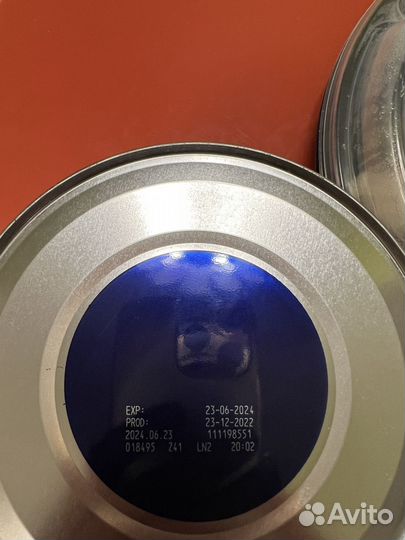 EXP: 23-06-2024
PROD: 23-12-2022
2024.06.23 111198551
018495 Z41 LN2 20:02
Avito